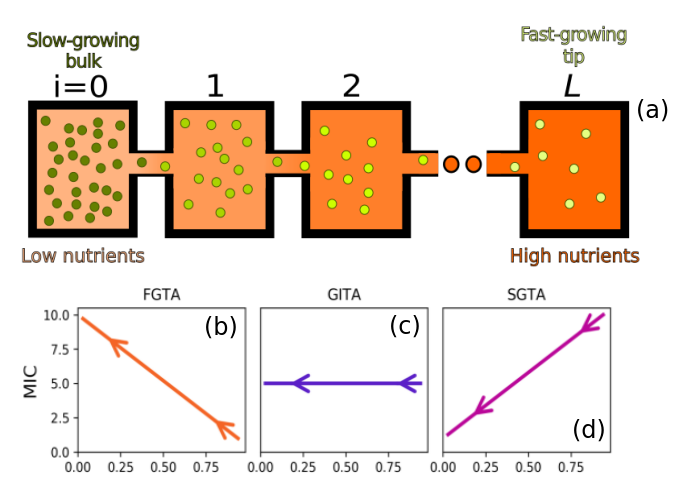 Slow-growing
bulk
Fast-growing
tip
i=0 1 2 L
(a)
Low nutrients
High nutrients
FGTA GITA SGTA
(b) (c) (d)
MIC
10.0
7.5
5.0
2.5
0.0
0.00 0.25 0.50 0.75 0.00 0.25 0.50 0.75 0.00 0.25 0.50 0.75